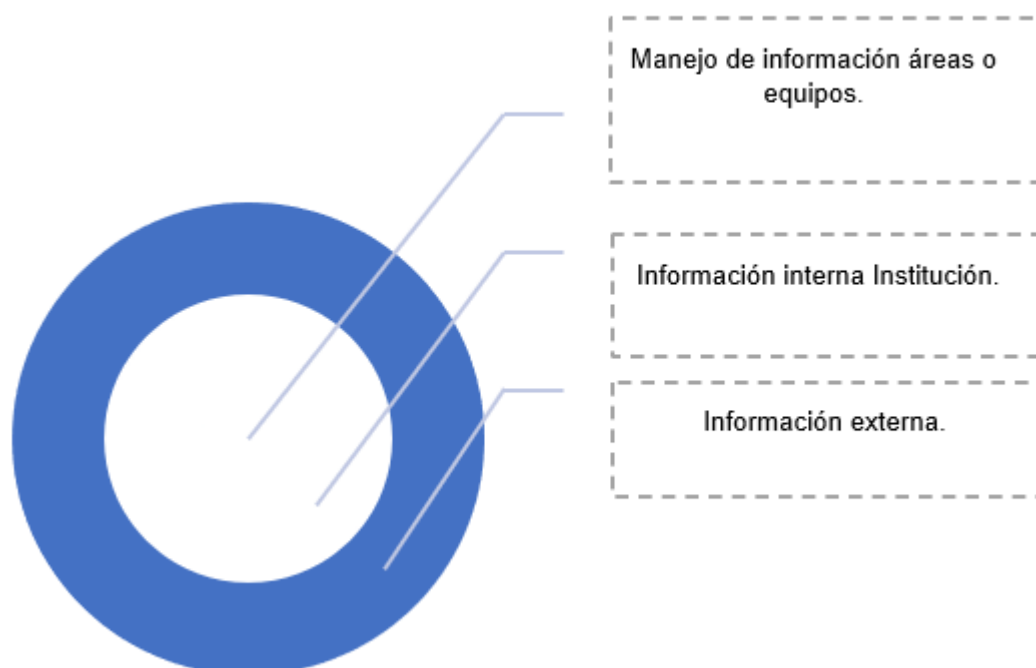 Manejo de información áreas o
equipos.
Información interna Institución.
Información externa.